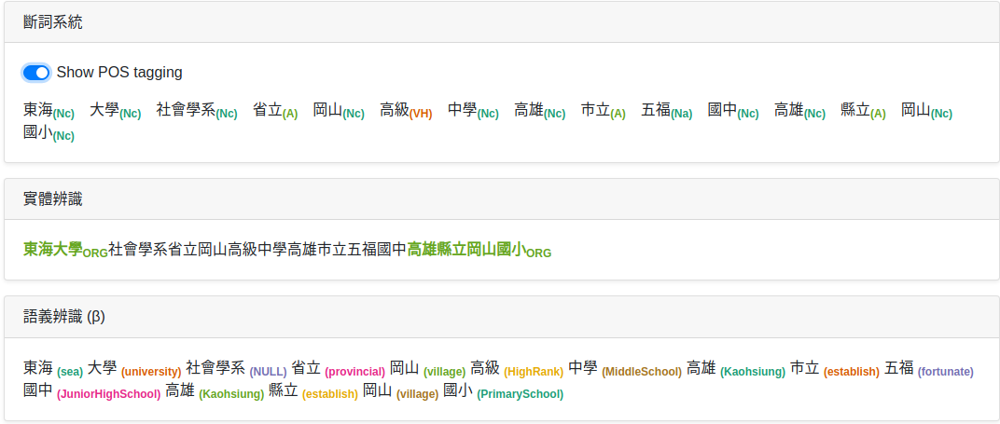 斷詞系統
Show POS tagging
東海(Nc) 大學(Nc) 社會學系(Nc) 省立(A) 岡山(Nc) 高級(VH) 中學(Nc) 高雄(Nc) 市立(A) 五福(Na) 國中(Nc) 高雄(Nc) 縣立(A) 岡山(Nc)
國小(Nc)
實體辨識
東海大學ORG社會學系省立岡山高級中學高雄市立五福國中高雄縣立岡山國小ORG
語義辨識 (β)
東海 (sea) 大學 (university) 社會學系 (NULL) 省立 (provincial) 岡山 (village) 高級 (HighRank) 中學 (MiddleSchool) 高雄 (Kaohsiung) 市立 (establish) 五福 (fortunate)
國中 (JuniorHighSchool) 高雄 (Kaohsiung) 縣立 (establish) 岡山 (village) 國小 (PrimarySchool)